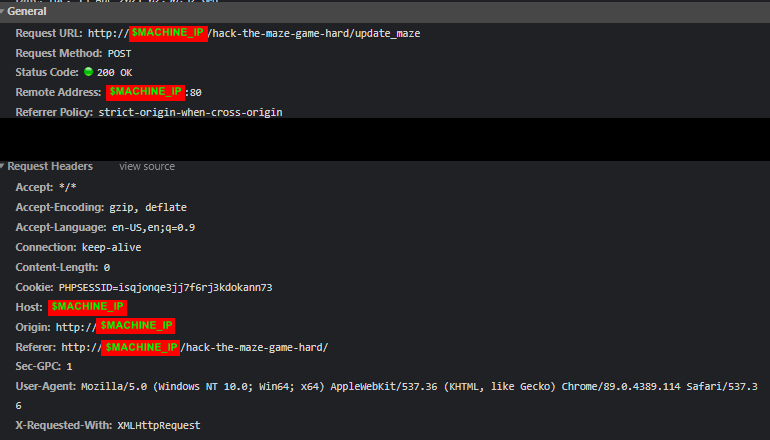 General
Request URL: http://$MACHINE_IP/hack-the-maze-game-hard/update_maze
Request Method: POST
Status Code: 200 OK
Remote Address: $MACHINE_IP:80
Referrer Policy: strict-origin-when-cross-origin
Request Headers view source
Accept: */*
Accept-Encoding: gzip, deflate
Accept-Language: en-US,en;q=0.9
Connection: keep-alive
Content-Length: 0
Cookie: PHPSESSID=isqjonqe3jj7f6rj3kdokann73
Host: $MACHINE_IP
Origin: http://$MACHINE_IP
Referer: http://$MACHINE_IP/hack-the-maze-game-hard/
Sec-GPC: 1
User-Agent: Mozilla/5.0 (Windows NT 10.0; Win64; x64) AppleWebKit/537.36 (KHTML, like Gecko) Chrome/89.0.4389.114 Safari/537.3
6
X-Requested-With: XMLHttpRequest